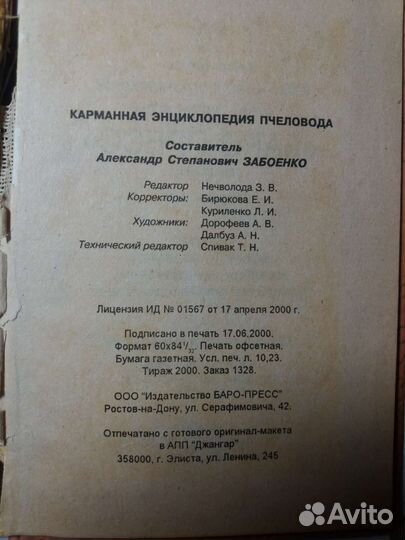 КАРМАННАЯ ЭНЦИКЛОПЕДИЯ ПЧЕЛОВОДА
Составитель
Александр Степанович ЗАБОЕНКО
Редактор Нечволода З. В.
Корректоры: Бирюкова Е. И.
Куриленко Л. И.
Художники: Дорофеев А. В.
Далбуз А. Н.
Технический редактор Спивак Т. Н.
Лицензия ИД № 01567 от 17 апреля 2000 г.
Подписано в печать 17.06.2000.
Формат 60х84¹/₃₂. Печать офсетная.
Бумага газетная. Усл. печ. л. 10,23.
Тираж 2000. Заказ 1328.
ООО "Издательство БАРО-ПРЕСС"
Ростов-на-Дону, ул. Серафимовича, 42.
Отпечатано с готового оригинал-макета
в АПП "Джангар"
358000, г. Элиста, ул. Ленина, 245
Avito